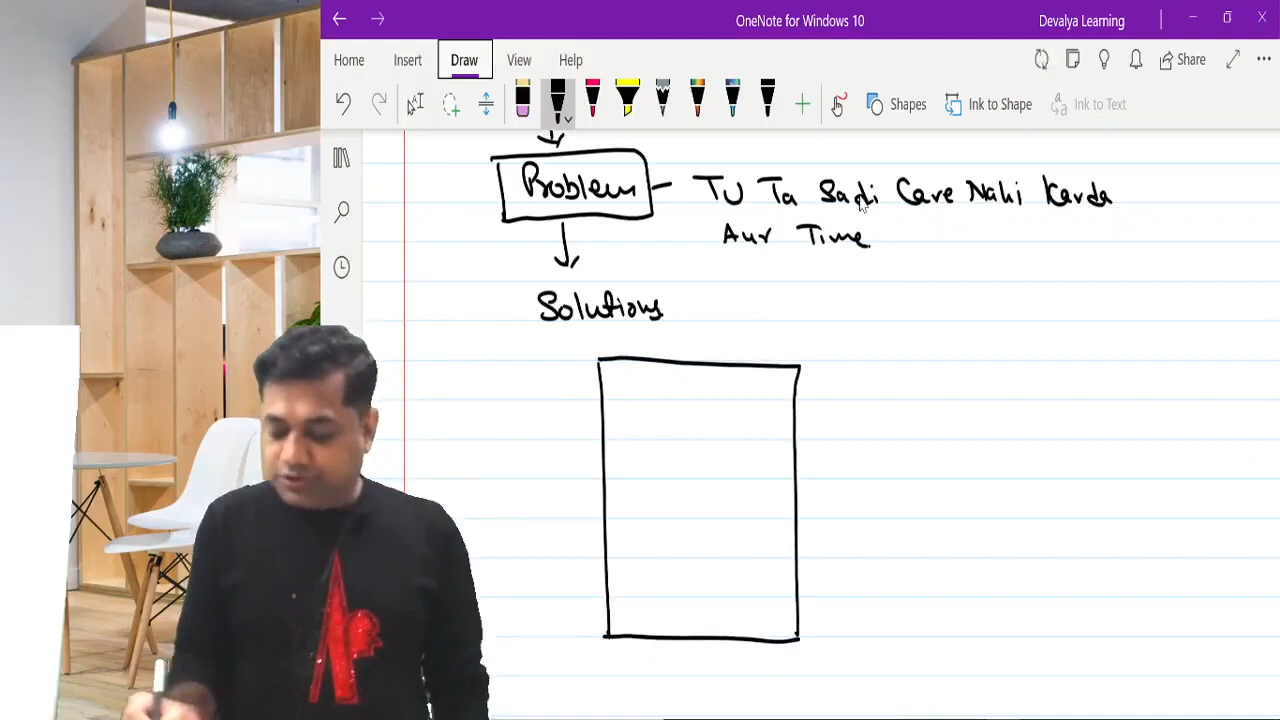 OneNote for Windows 10
Devalya Learning
Home Insert Draw View Help
Share
Shapes Ink to Shape Ink to Text
Problem - TU Ta Sadi Care Nahi Karda
Aur Time
Solutions